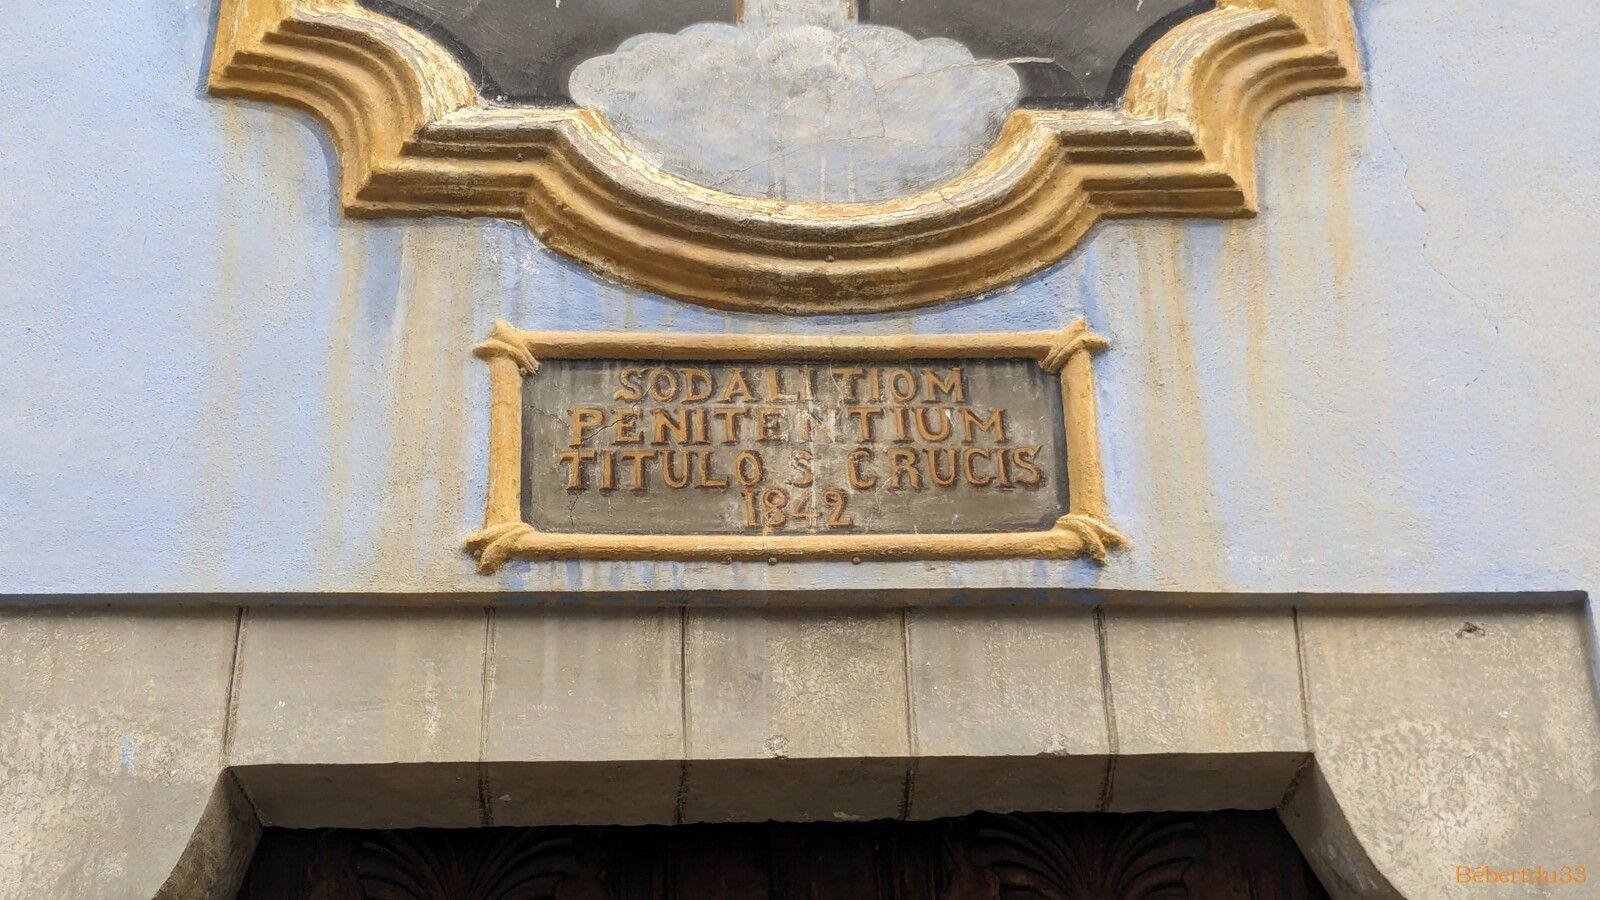 SODALITIOM
PENITENTIUM
TITULO S CRUCIS
1842
Bébertdu33